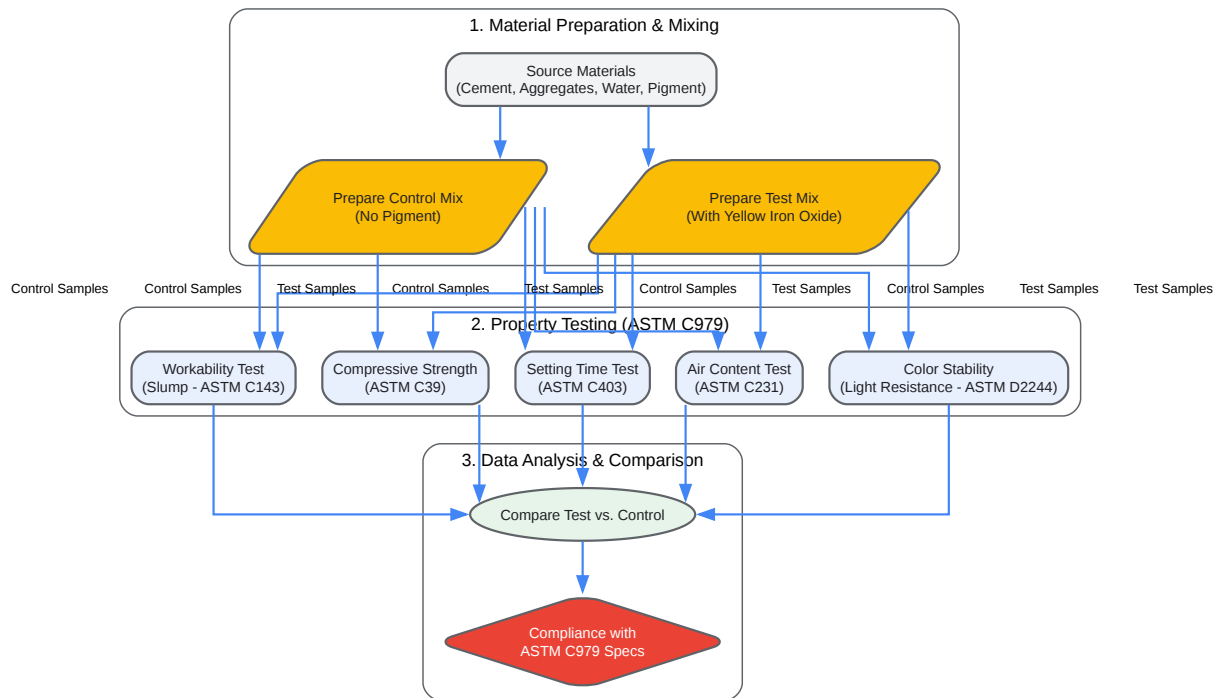 1. Material Preparation & Mixing
Source Materials
(Cement, Aggregates, Water, Pigment)
Prepare Control Mix
(No Pigment)
Prepare Test Mix
(With Yellow Iron Oxide)
Control Samples
Control Samples
Test Samples
Control Samples
Test Samples
Control Samples
Test Samples
Control Samples
Test Samples
Test Samples
2. Property Testing (ASTM C979)
Workability Test
(Slump - ASTM C143)
Compressive Strength
(ASTM C39)
Setting Time Test
(ASTM C403)
Air Content Test
(ASTM C231)
Color Stability
(Light Resistance - ASTM D2244)
3. Data Analysis & Comparison
Compare Test vs. Control
Compliance with
ASTM C979 Specs